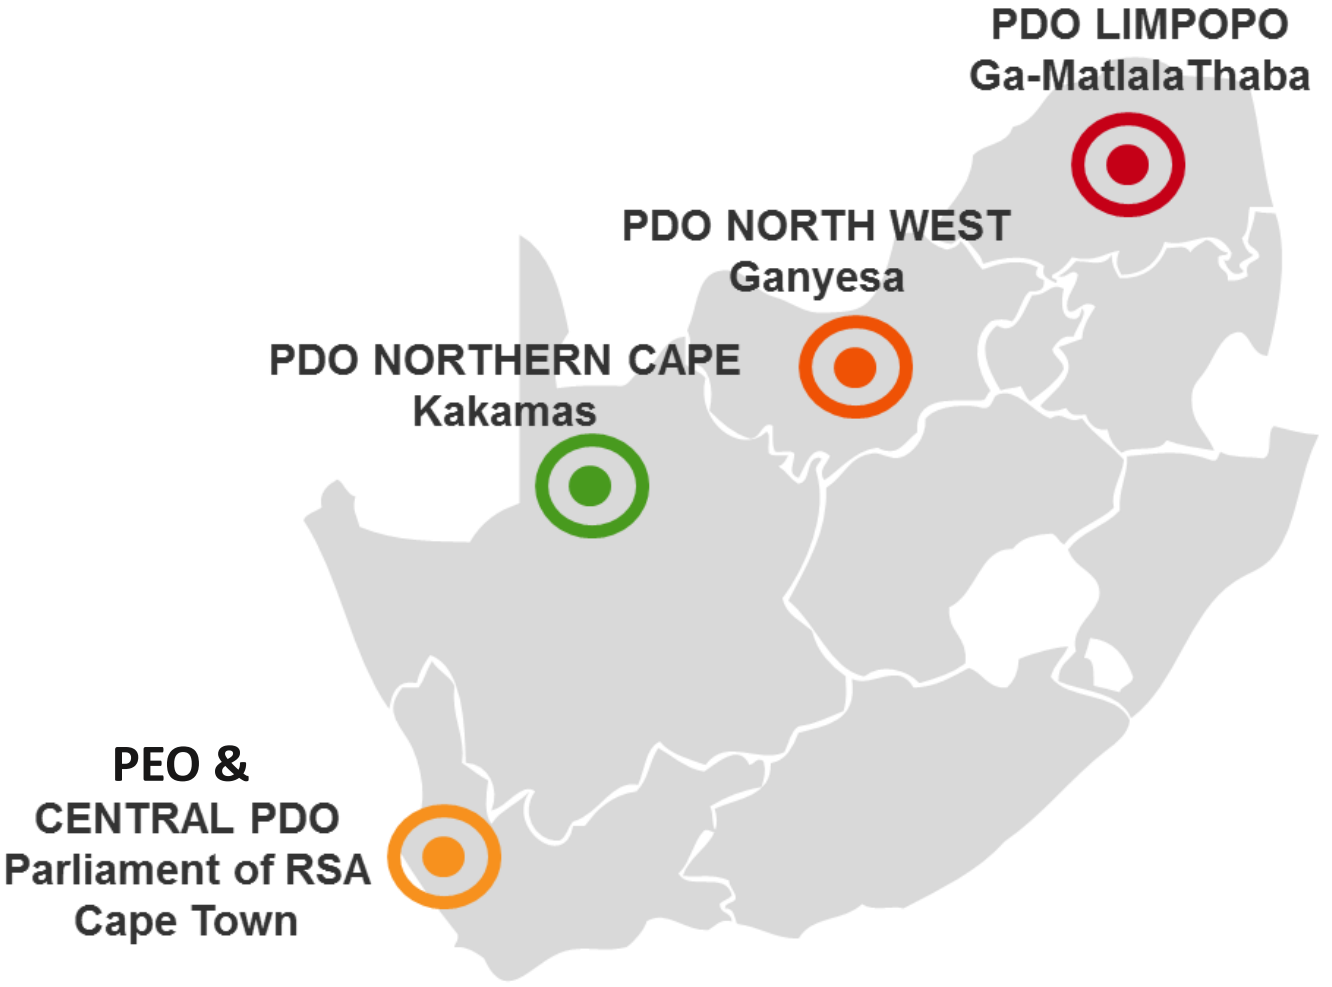 PDO LIMPOPO
Ga-MatlalaThaba
PDO NORTH WEST
Ganyesa
PDO NORTHERN CAPE
Kakamas
PEO &
CENTRAL PDO
Parliament of RSA
Cape Town